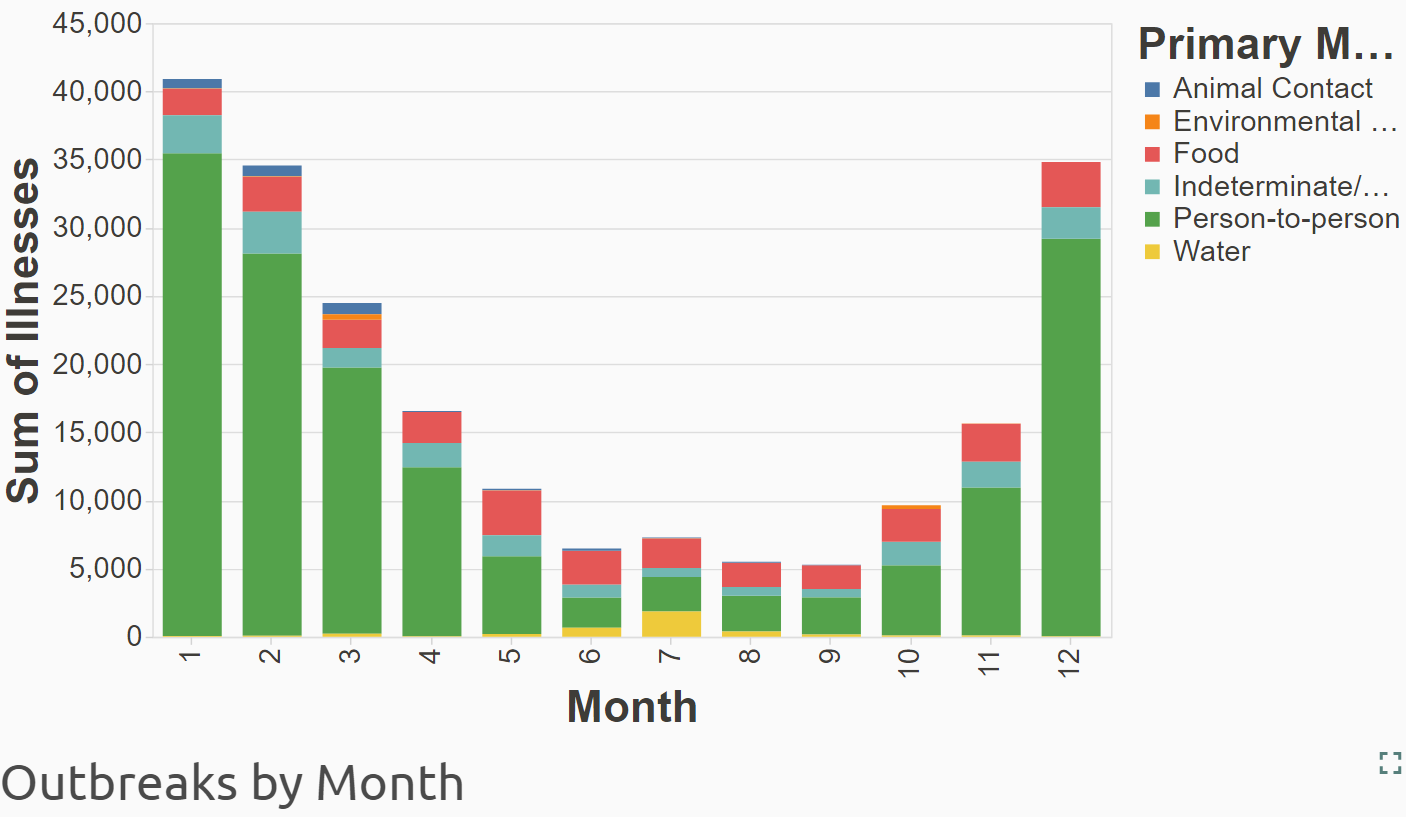 45,000
40,000
35,000
30,000
25,000
20,000
15,000
10,000
5,000
0
Sum of Illnesses
1 2 3 4 5 6 7 8 9 10 11 12
Month
Primary M…
Animal Contact
Environmental …
Food
Indeterminate/…
Person-to-person
Water
Outbreaks by Month